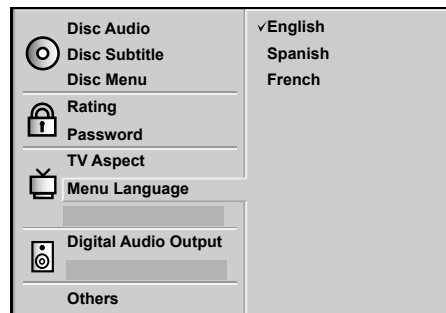 Disc Audio
Disc Subtitle
Disc Menu
Rating
Password
TV Aspect
Menu Language
Digital Audio Output
Others
✓English
Spanish
French